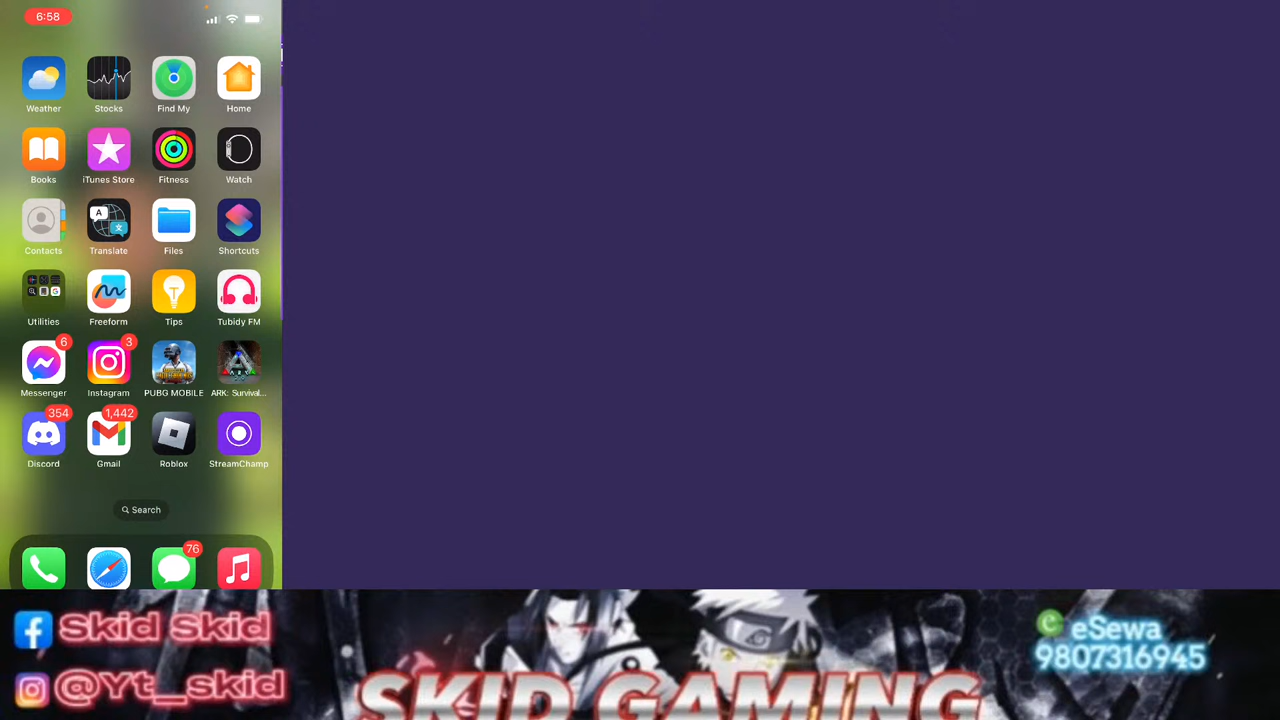 6:58
Weather
Stocks
Find My
Home
Books
iTunes Store
Fitness
Watch
Contacts
A
文
Translate
Files
Shortcuts
Utilities
Freeform
Tips
Tubidy FM
6
3
Messenger
Instagram
PUBG MOBILE
ARK: Survival...
354
1,442
Discord
Gmail
Roblox
StreamChamp
Search
76
Skid Skid
@Yt_skid
SKID GAMING
eSewa
9807316945